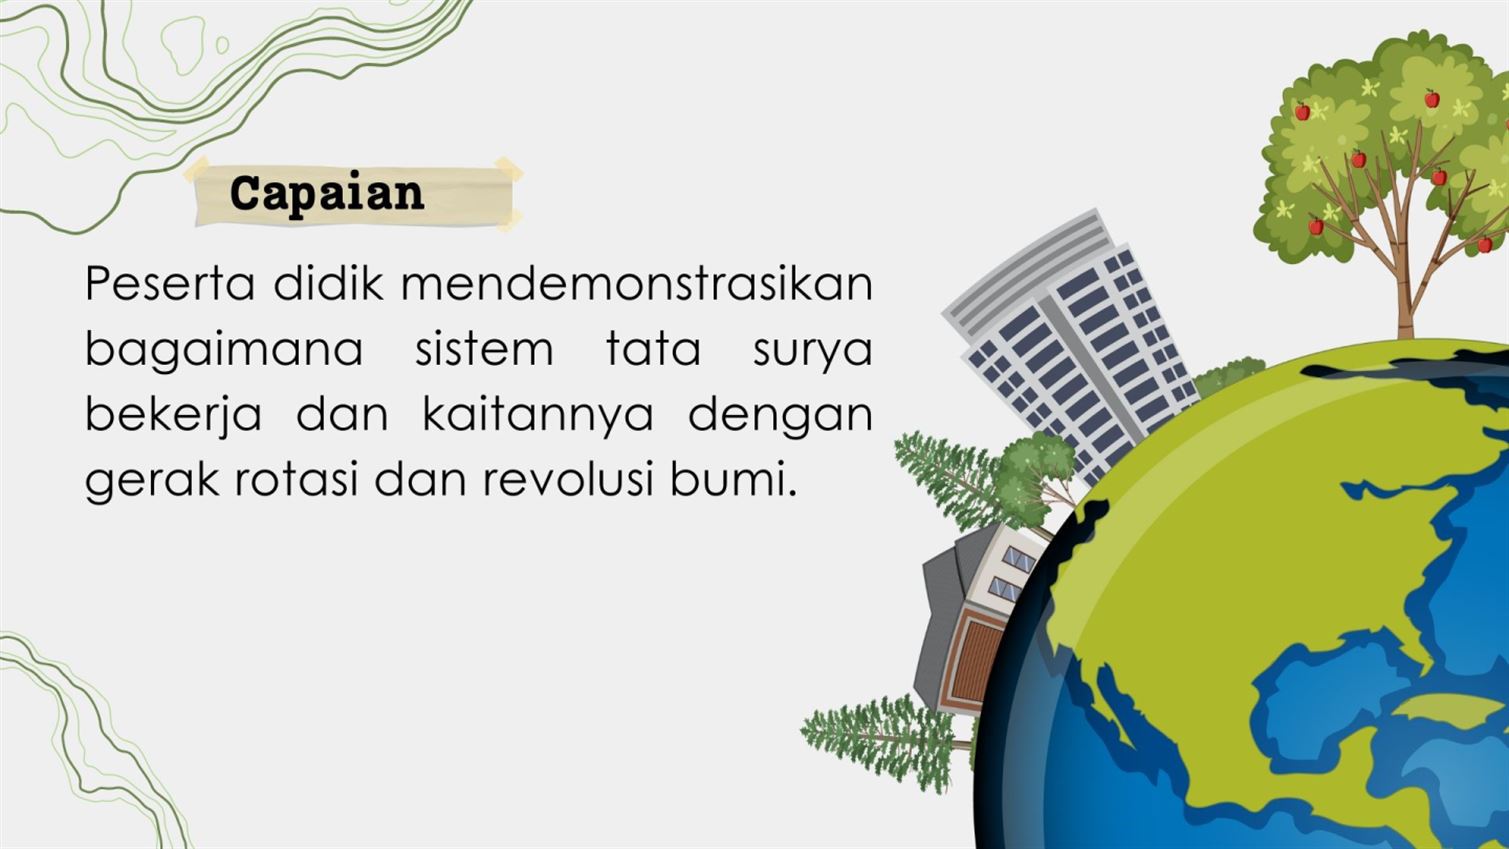 Capaian
Peserta didik mendemonstrasikan
bagaimana sistem tata surya
bekerja dan kaitannya dengan
gerak rotasi dan revolusi bumi.